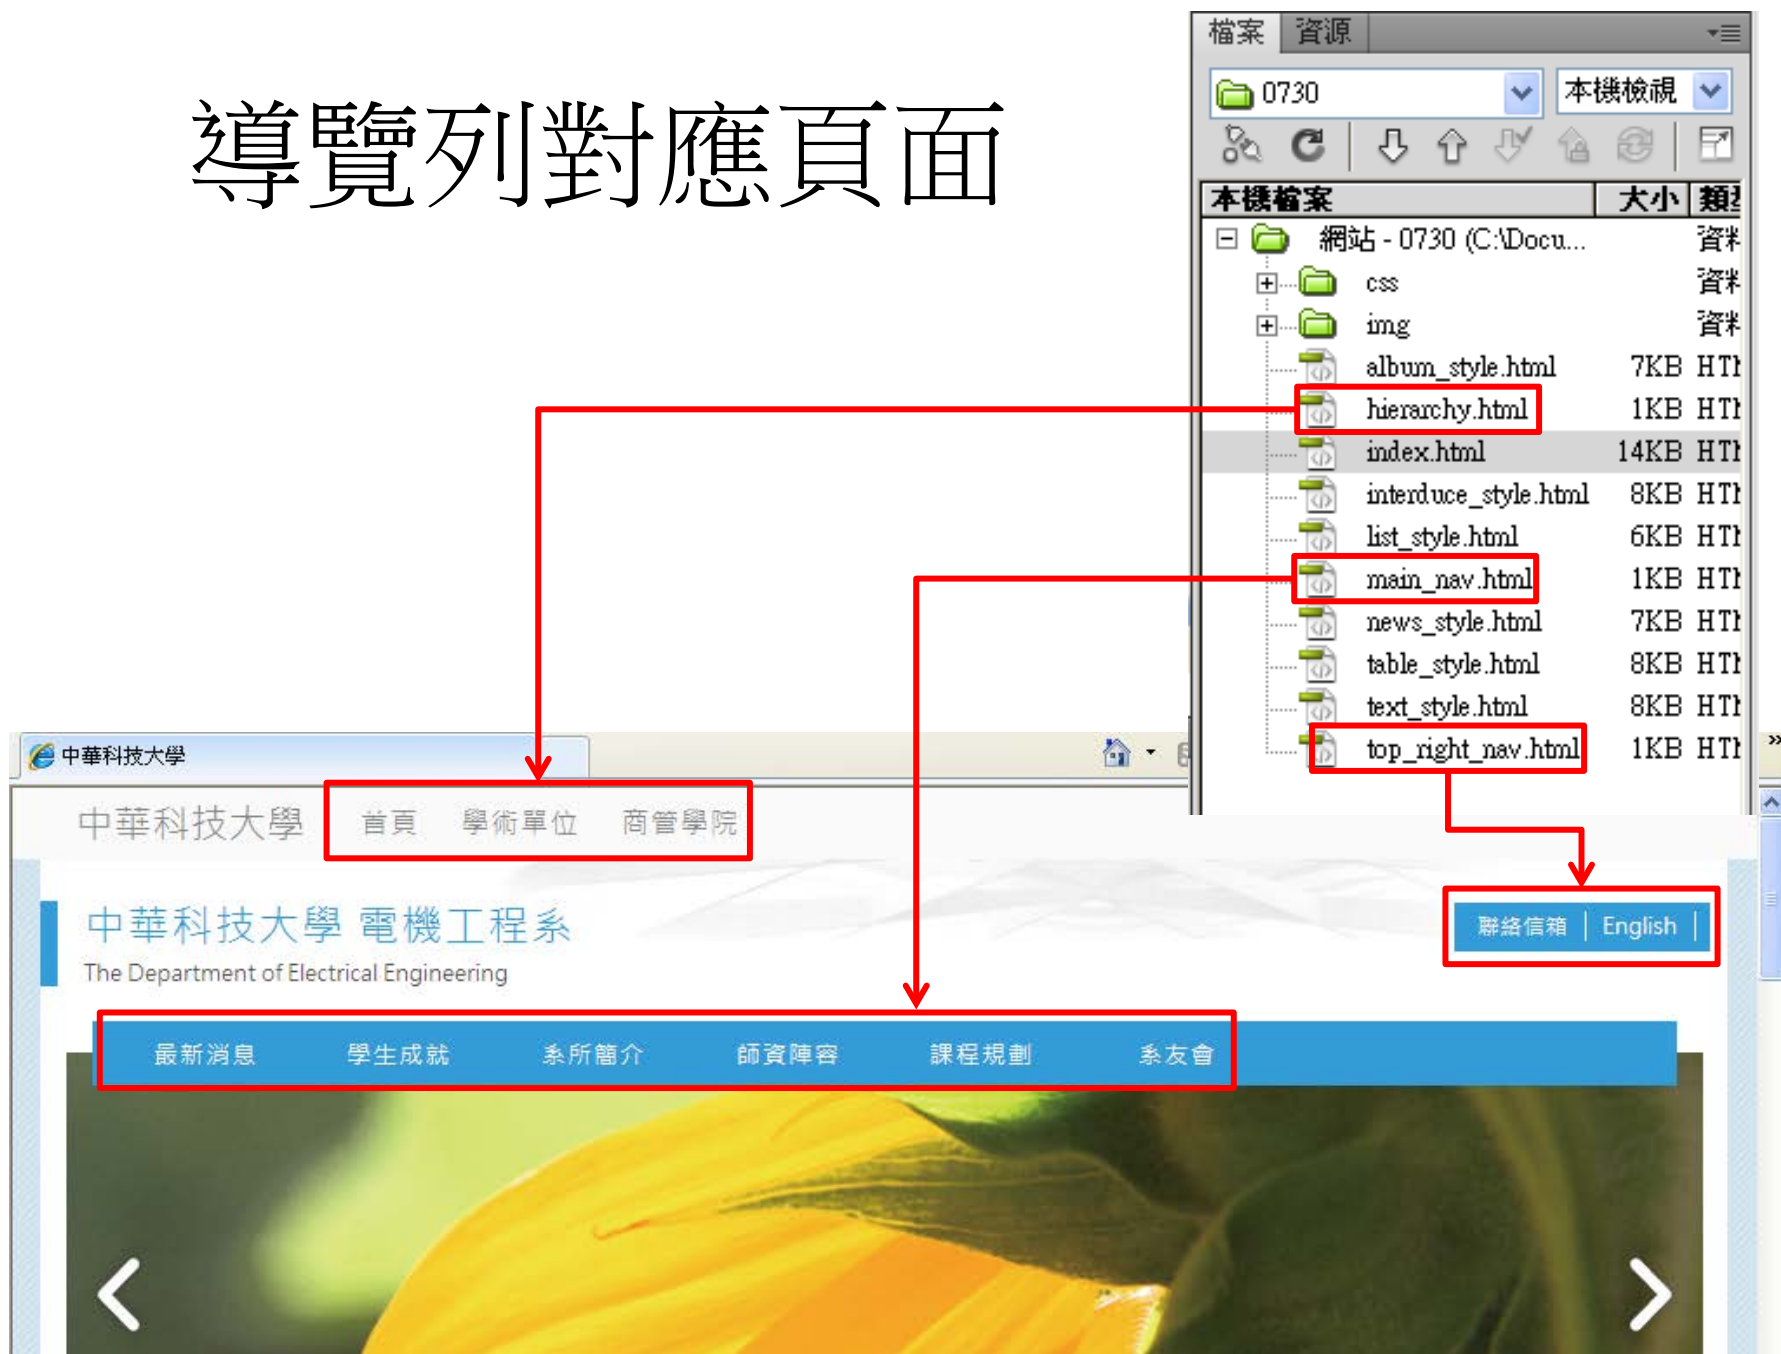 導覽列對應頁面
檔案 資源
0730 本機檢視
本機檔案 大小
網站 - 0730 (C:\Docu...
css
img
album_style.html 7KB
hierarchy.html 1KB
index.html 14KB
interduce_style.html 8KB
list_style.html 6KB
main_nav.html 1KB
news_style.html 7KB
table_style.html 8KB
text_style.html 8KB
top_right_nav.html 1KB
中華科技大學
中華科技大學 首頁 學術單位 商管學院
中華科技大學 電機工程系
The Department of Electrical Engineering
聯絡信箱 | English |
最新消息 學生成就 系所簡介 師資陣容 課程規劃 系友會